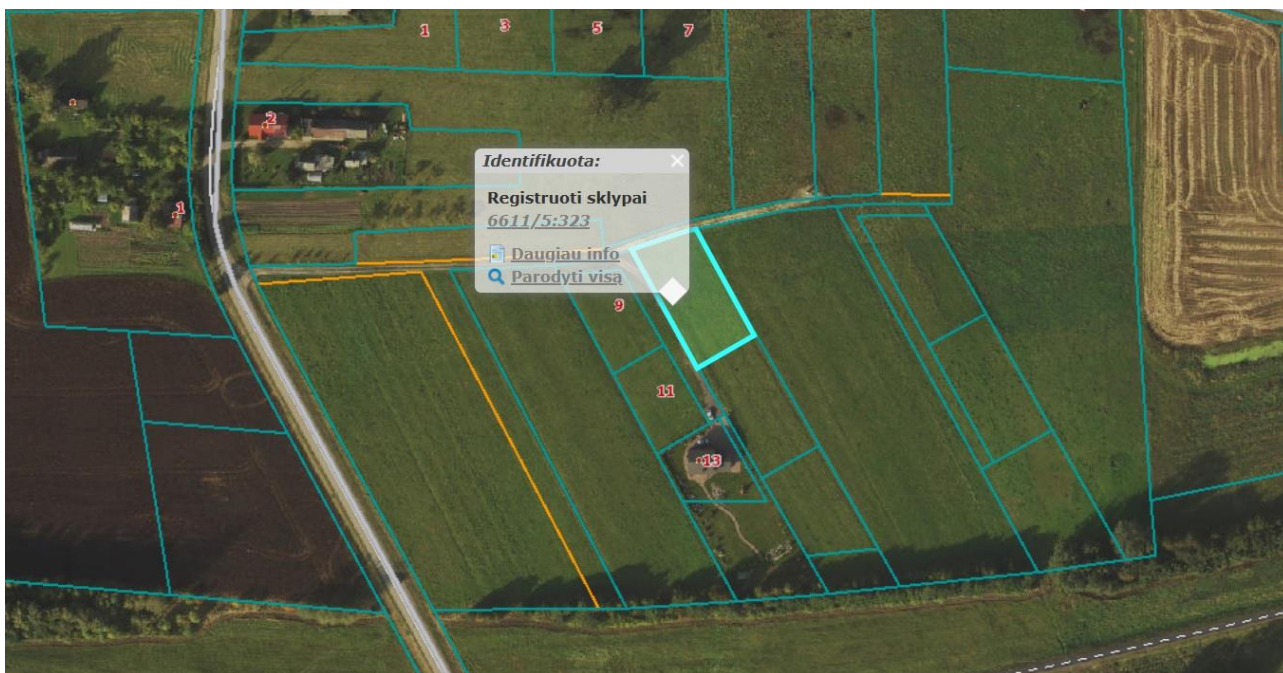 1
3
5
7
2
1
Identifikuota:
Registruoti sklypai
6611/5:323
Daugiau info
Parodyti visą
9
11
13